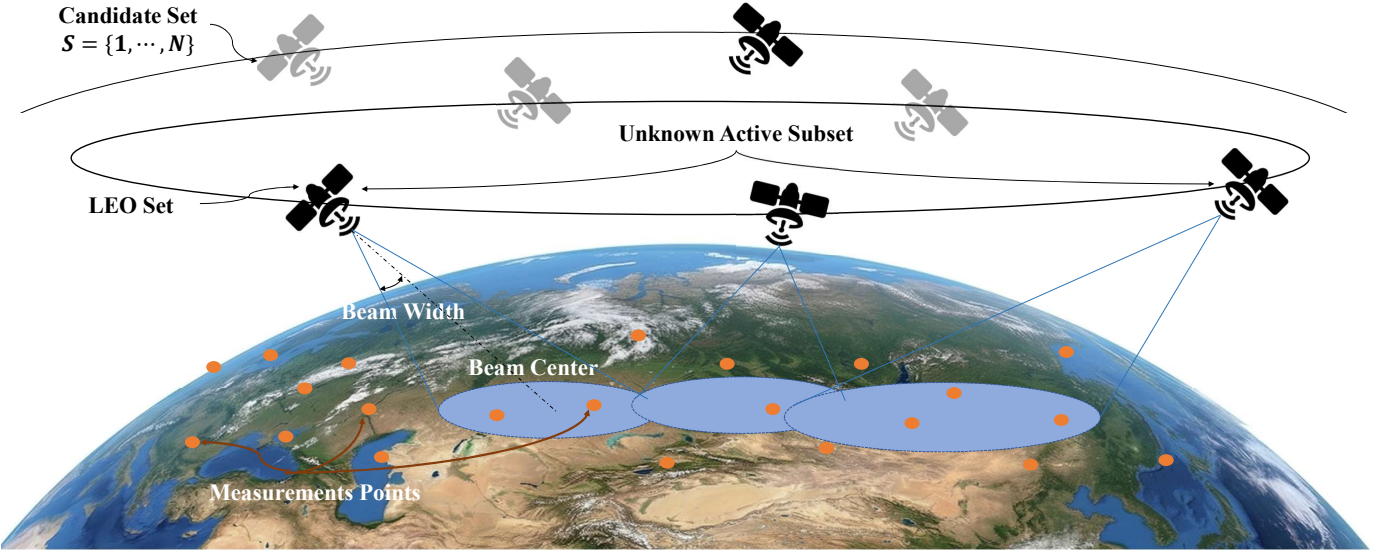 Candidate Set
S = {1, ⋯, N}
Unknown Active Subset
LEO Set
Beam Width
Beam Center
Measurements Points